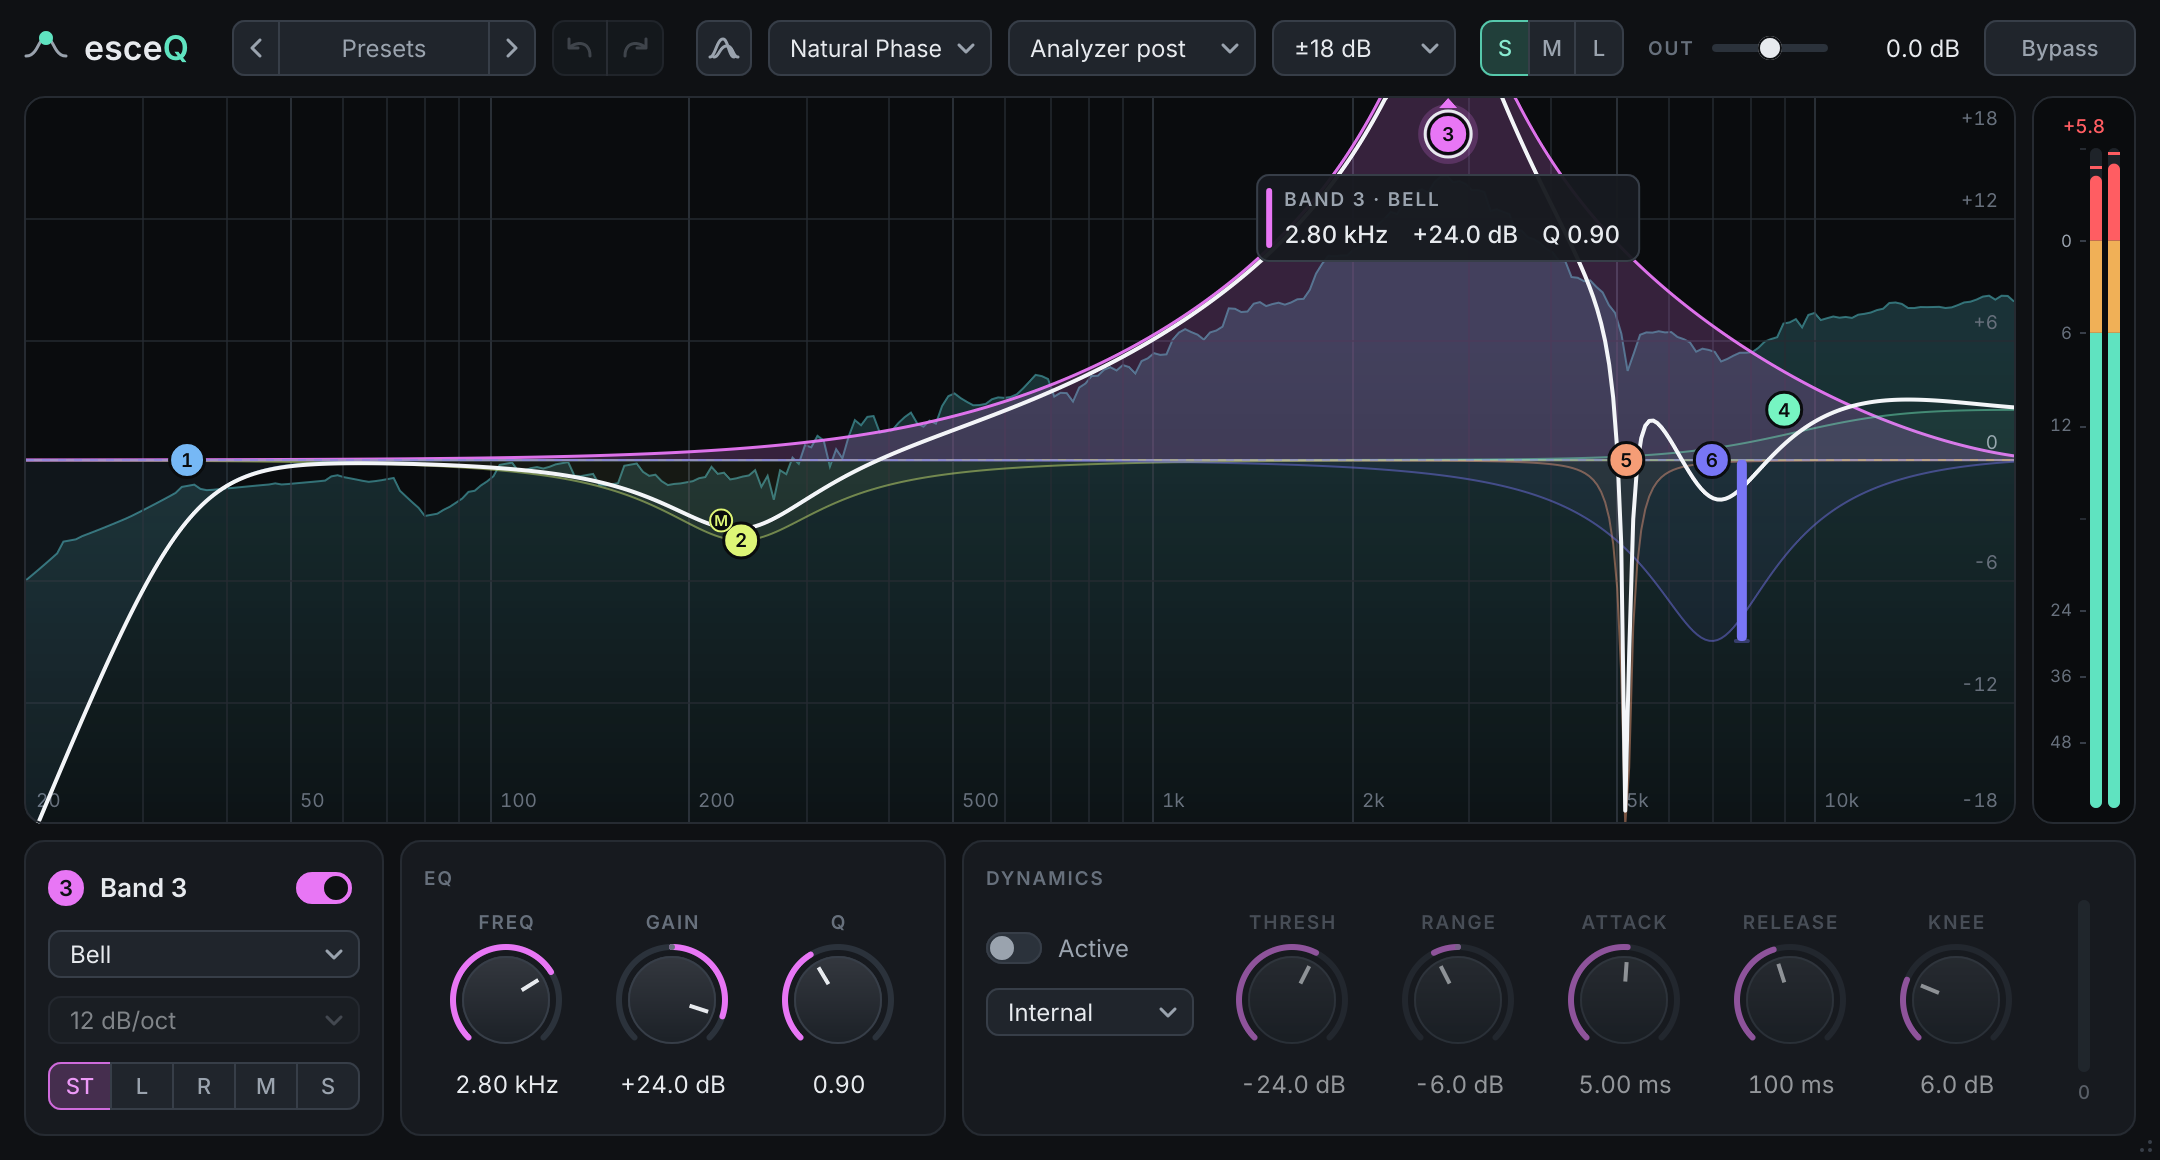 esceQ
Presets
Natural Phase
Analyzer post
±18 dB
S M L
OUT
0.0 dB
Bypass
+18
+12
+6
0
-6
-12
-18
3
BAND 3 · BELL
2.80 kHz +24.0 dB Q 0.90
1
M
2
5
6
4
20 50 100 200 500 1k 2k 5k 10k
+5.8
0
6
12
24
36
48
3 Band 3
Bell
12 dB/oct
ST L R M S
EQ
FREQ GAIN Q
2.80 kHz +24.0 dB 0.90
DYNAMICS
Active
Internal
THRESH RANGE ATTACK RELEASE KNEE
-24.0 dB -6.0 dB 5.00 ms 100 ms 6.0 dB
0